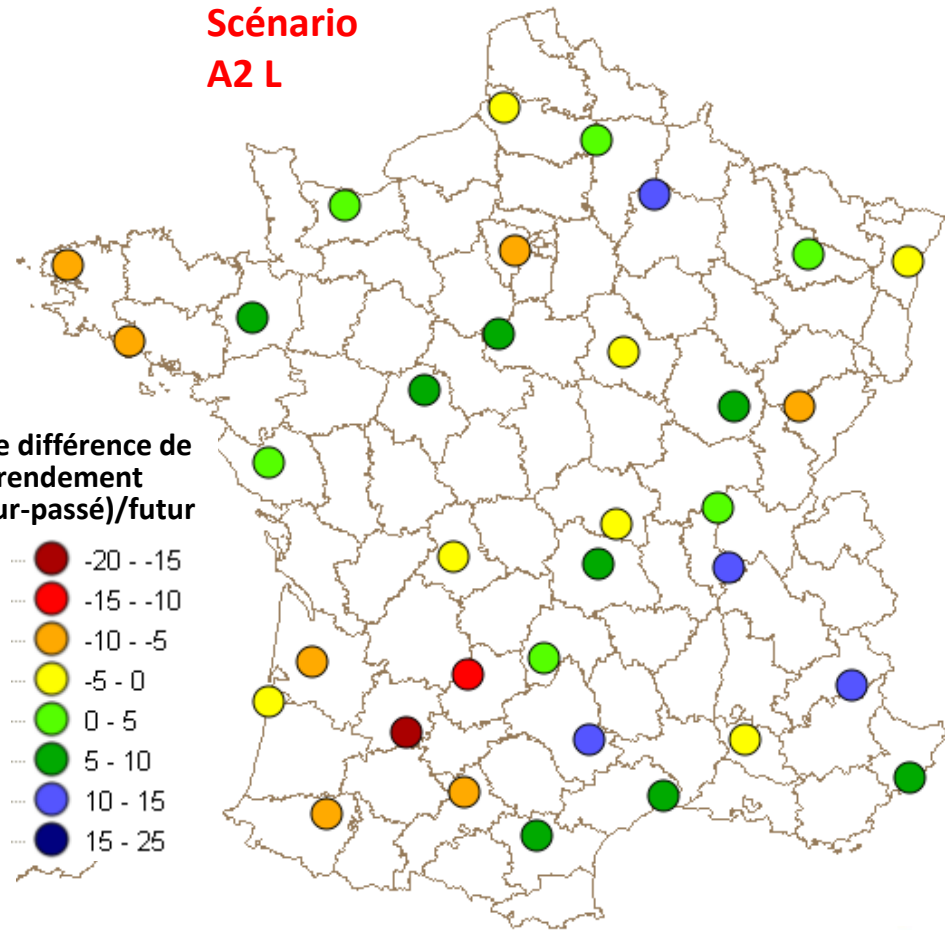 Scénario
A2 L
e différence de
rendement
ur-passé)/futur
-20 - -15
-15 - -10
-10 - -5
-5 - 0
0 - 5
5 - 10
10 - 15
15 - 25